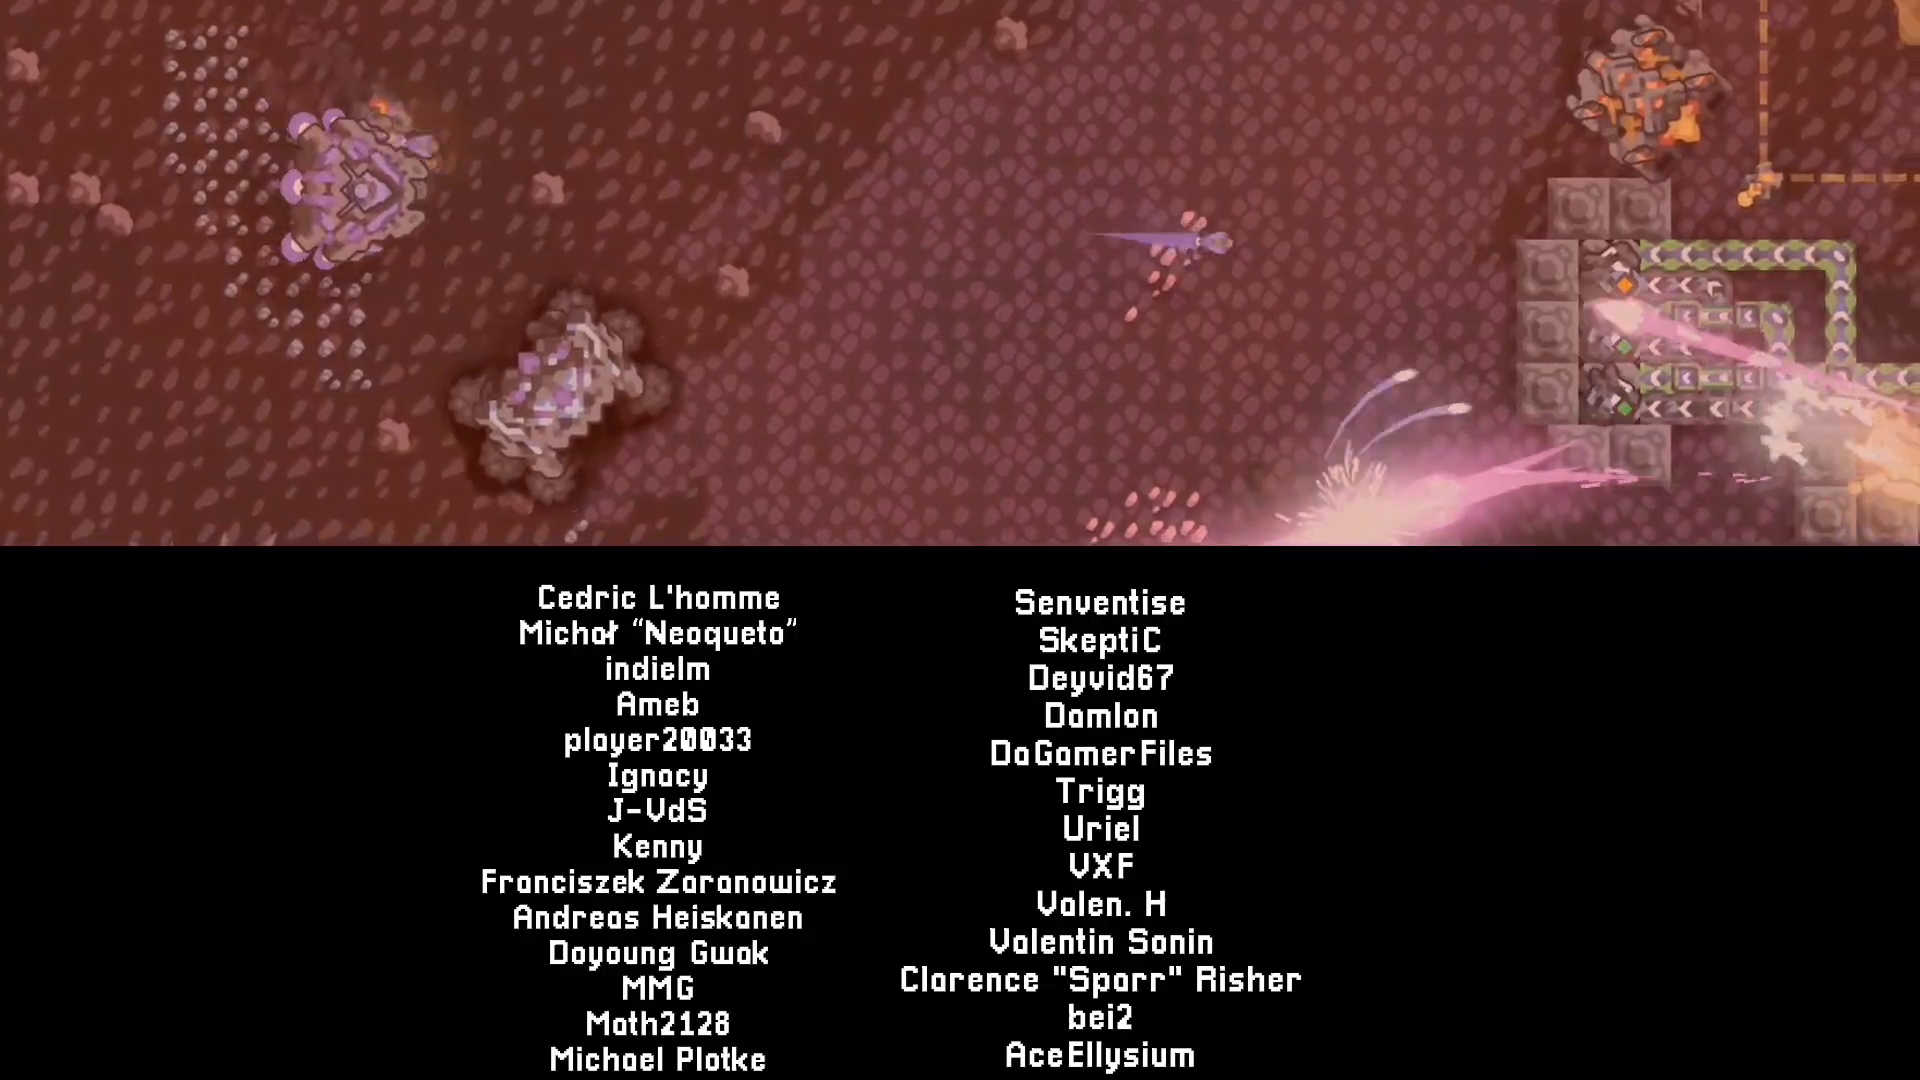 Cedric L'homme
Michał “Neoqueto”
indielm
Ameb
player20033
Ignacy
J-VdS
Kenny
Franciszek Zaranowicz
Andreas Heiskanen
Doyoung Gwak
MMG
Math2128
Michael Plotke
Senventise
SkeptiC
Deyvid67
Damlon
DaGamerFiles
Trigg
Uriel
VXF
Valen. H
Valentin Sonin
Clarence "Sparr" Risher
bei2
AceEllysium